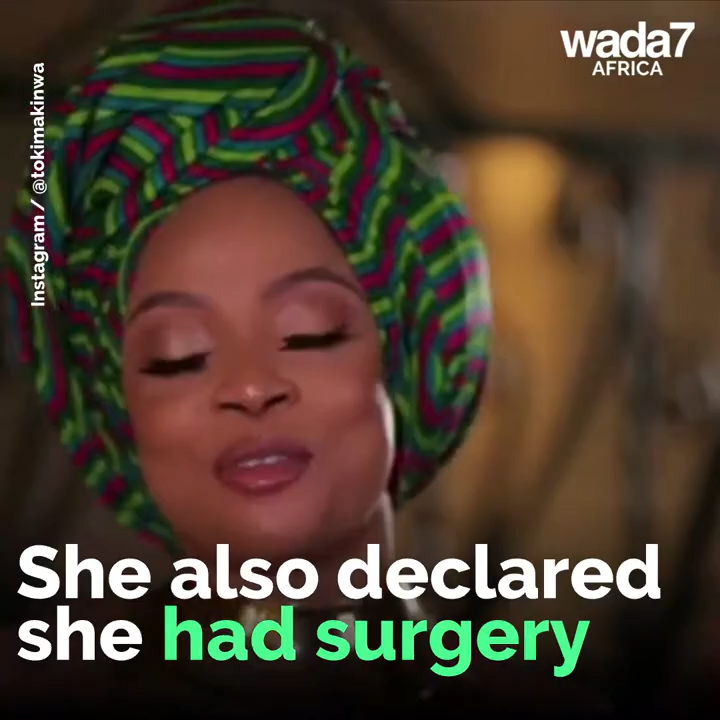 wada7
AFRICA
Instagram / @tokimakinwa
She also declared
she had surgery